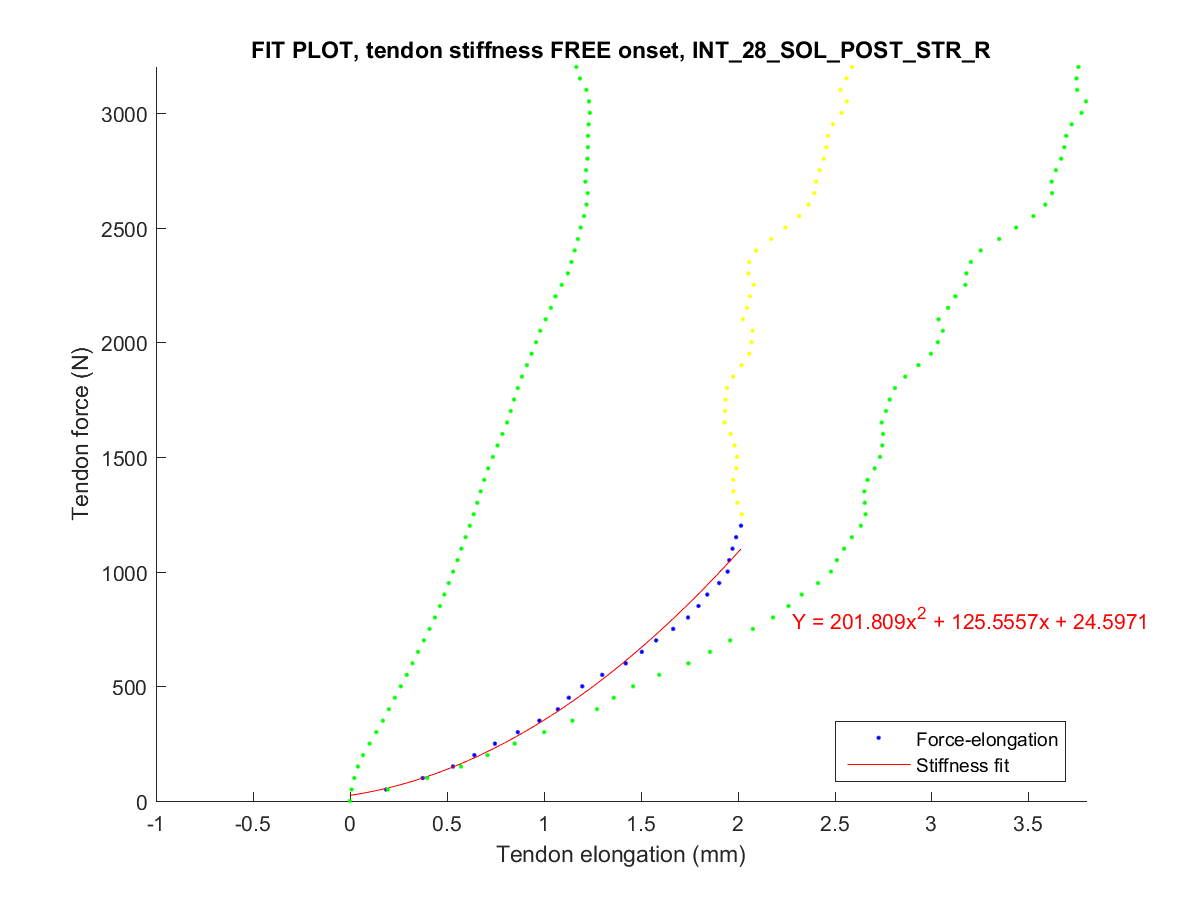 FIT PLOT, tendon stiffness FREE onset, INT_28_SOL_POST_STR_R
Tendon force (N)
3000
2500
2000
1500
1000
500
0
Y = 201.809x² + 125.5557x + 24.5971
Force-elongation
Stiffness fit
-1 -0.5 0 0.5 1 1.5 2 2.5 3 3.5
Tendon elongation (mm)